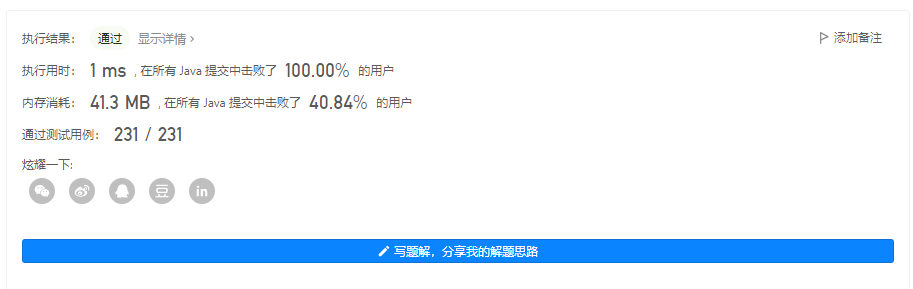 执行结果： 通过 显示详情 › 添加备注
执行用时： 1 ms , 在所有 Java 提交中击败了 100.00% 的用户
内存消耗： 41.3 MB , 在所有 Java 提交中击败了 40.84% 的用户
通过测试用例： 231 / 231
炫耀一下:
豆 in
写题解，分享我的解题思路